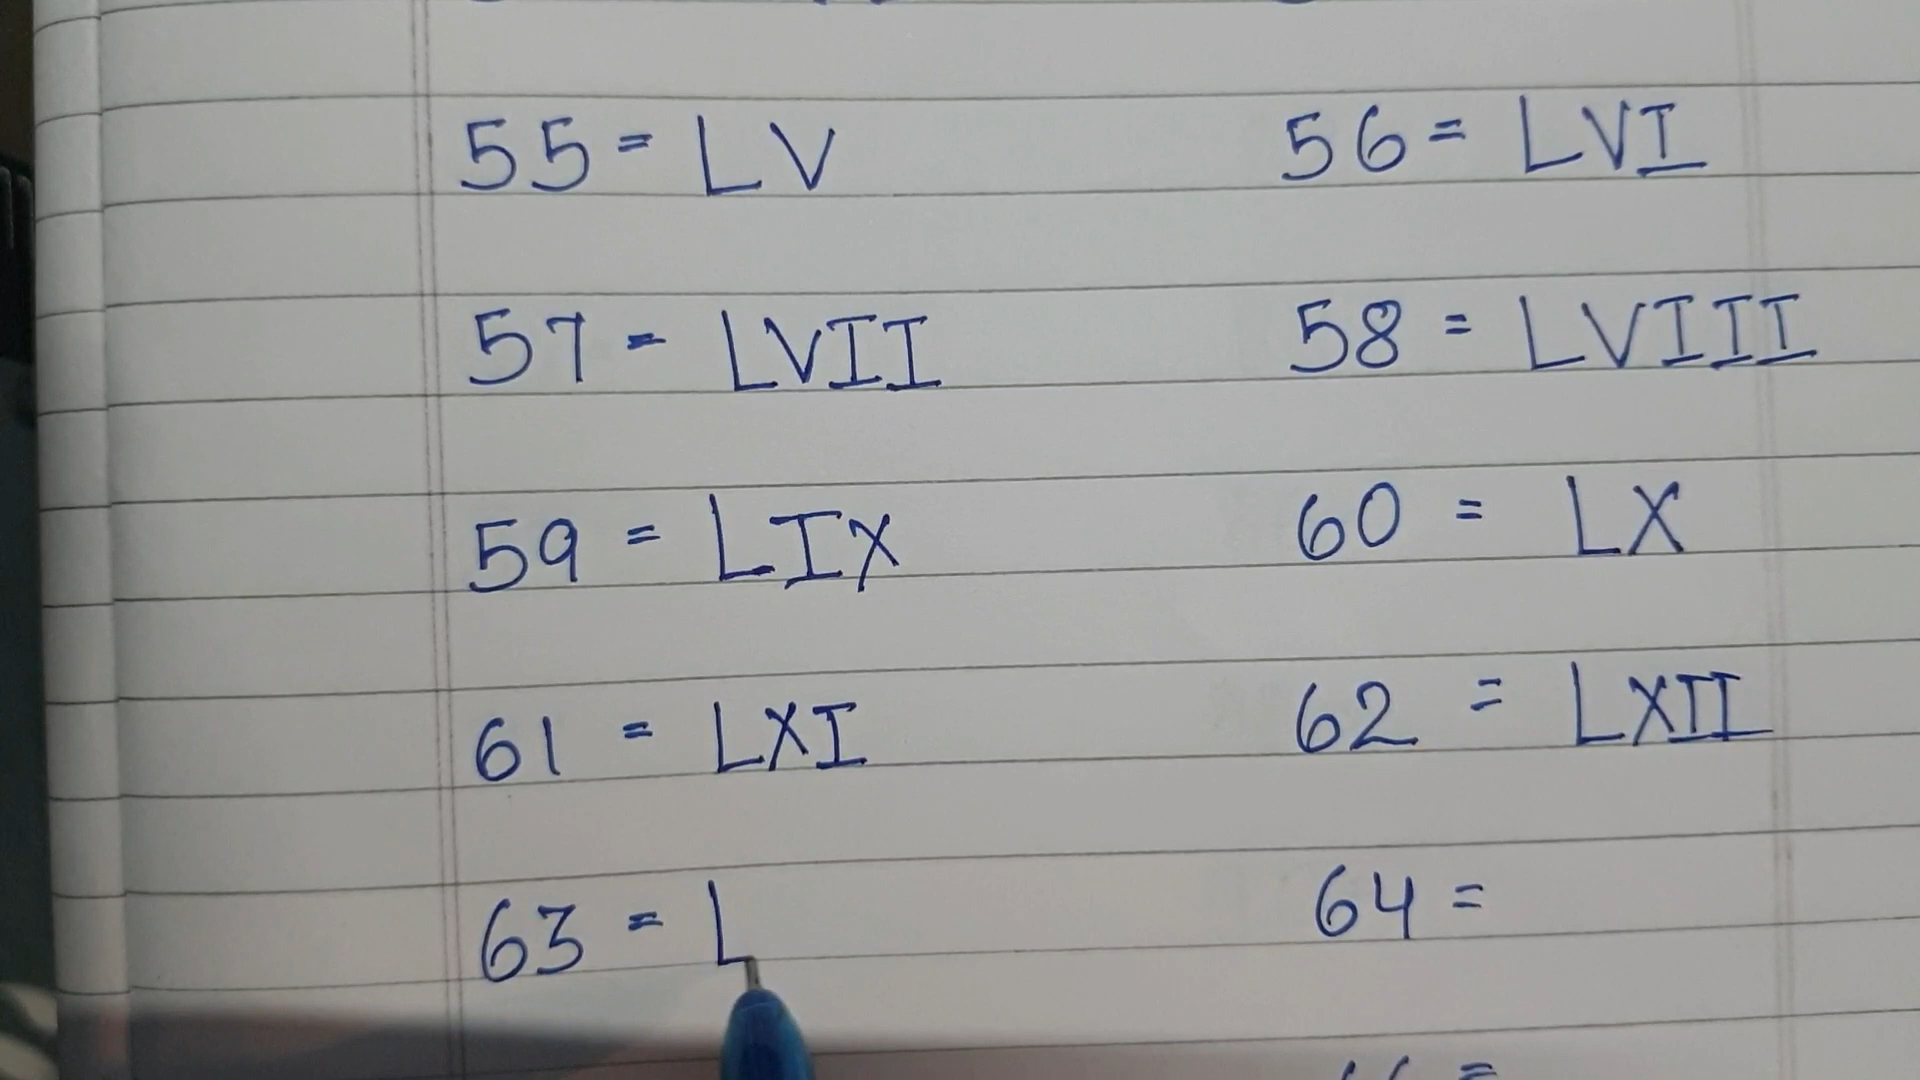 55 = LV 56 = LVI
57 = LVII 58 = LVIII
59 = LIX 60 = LX
61 = LXI 62 = LXII
63 = L 64 =